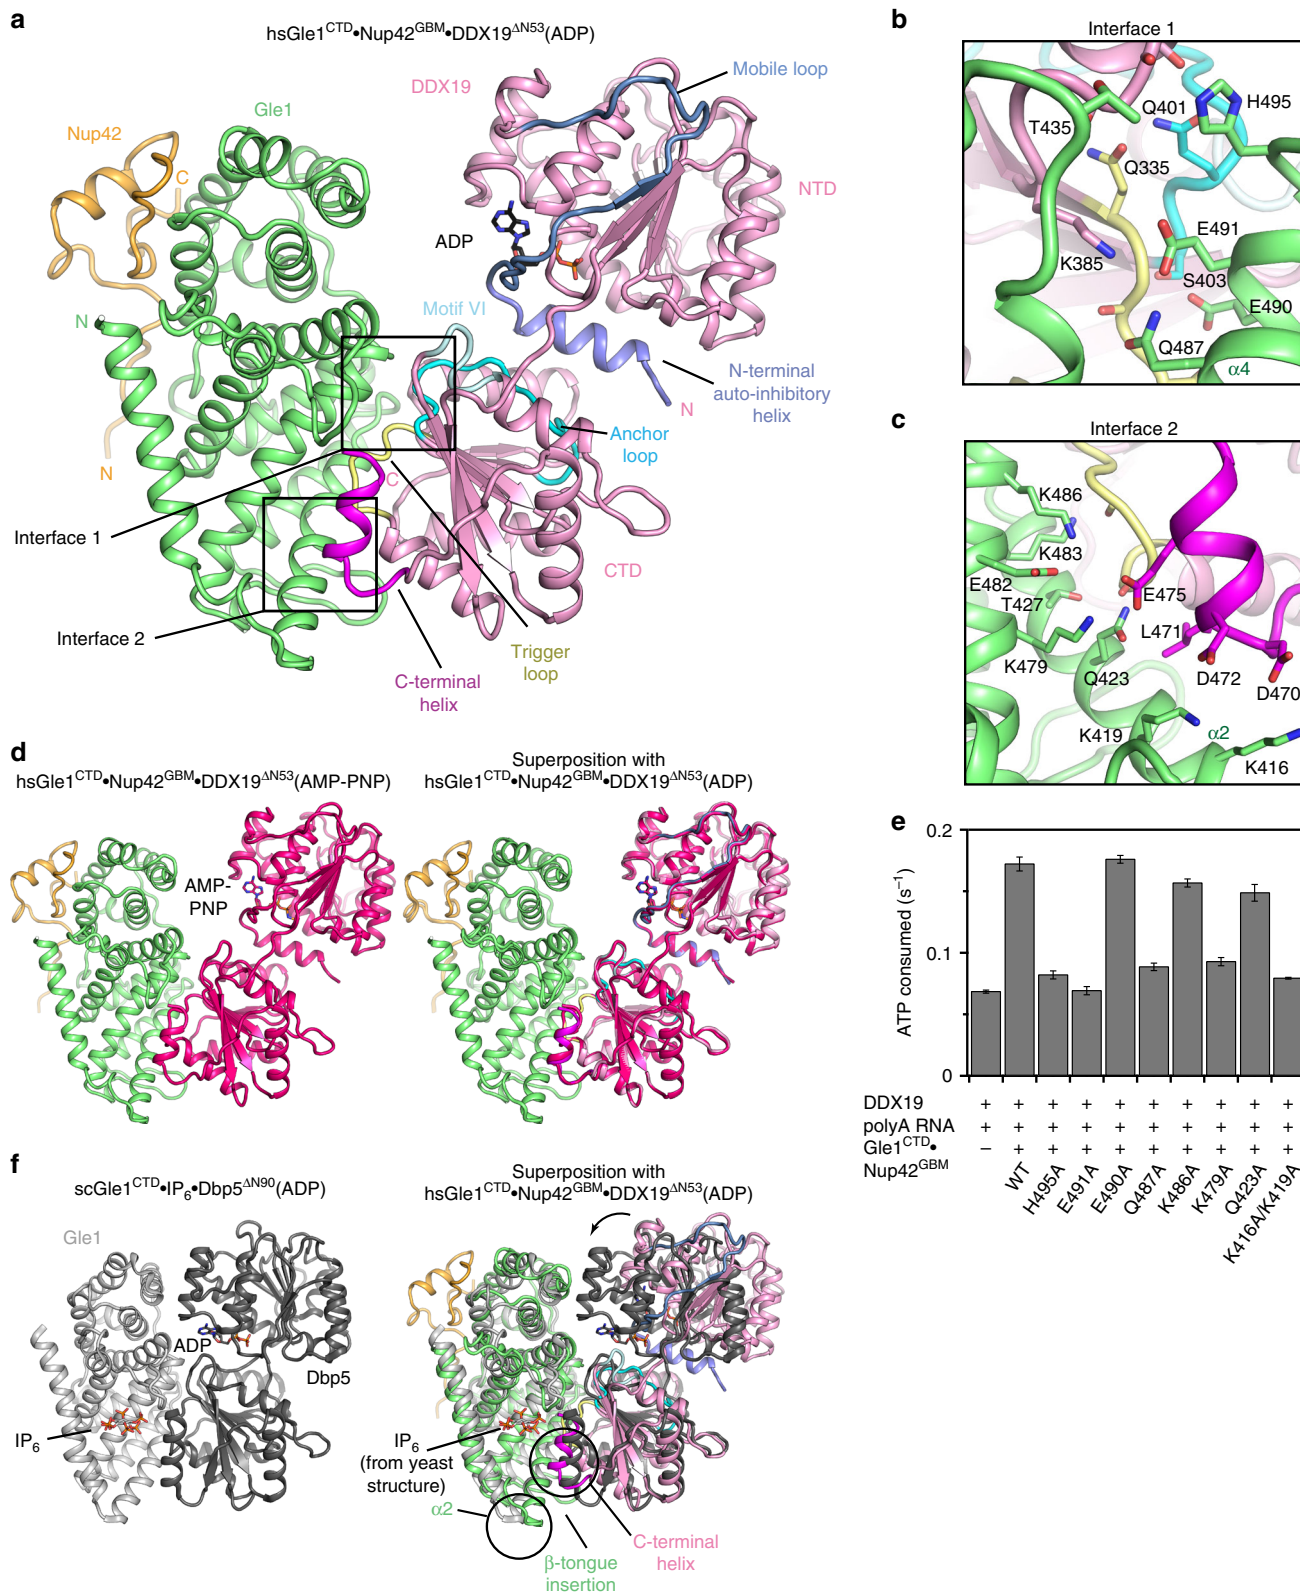 a
hsGle1CTD•Nup42GBM•DDX19ΔN53(ADP)
DDX19
Mobile loop
Gle1
Nup42
C
NTD
ADP
N
Motif VI
N-terminal
auto-inhibitory
helix
N
Anchor
loop
N
C
Interface 1
CTD
Interface 2
Trigger
loop
C-terminal
helix
b
Interface 1
Q401
H495
T435
Q335
E491
K385
S403
E490
Q487
α4
c
Interface 2
K486
K483
E482
T427
E475
L471
K479
Q423
D472
D470
K419
α2
K416
d
hsGle1CTD•Nup42GBM•DDX19ΔN53(AMP-PNP)
Superposition with
hsGle1CTD•Nup42GBM•DDX19ΔN53(ADP)
AMP-
PNP
e
0.2
0.1
0
ATP consumed (s−1)
DDX19 + + + + + + + + + +
polyA RNA + + + + + + + + + +
Gle1CTD• − + + + + + + + + +
Nup42GBM
WT
H495A
E491A
E490A
Q487A
K486A
K479A
Q423A
K416A/K419A
f
scGle1CTD•IP6•Dbp5ΔN90(ADP)
Superposition with
hsGle1CTD•Nup42GBM•DDX19ΔN53(ADP)
Gle1
ADP
Dbp5
IP6
IP6
(from yeast
structure)
α2
C-terminal
helix
β-tongue
insertion